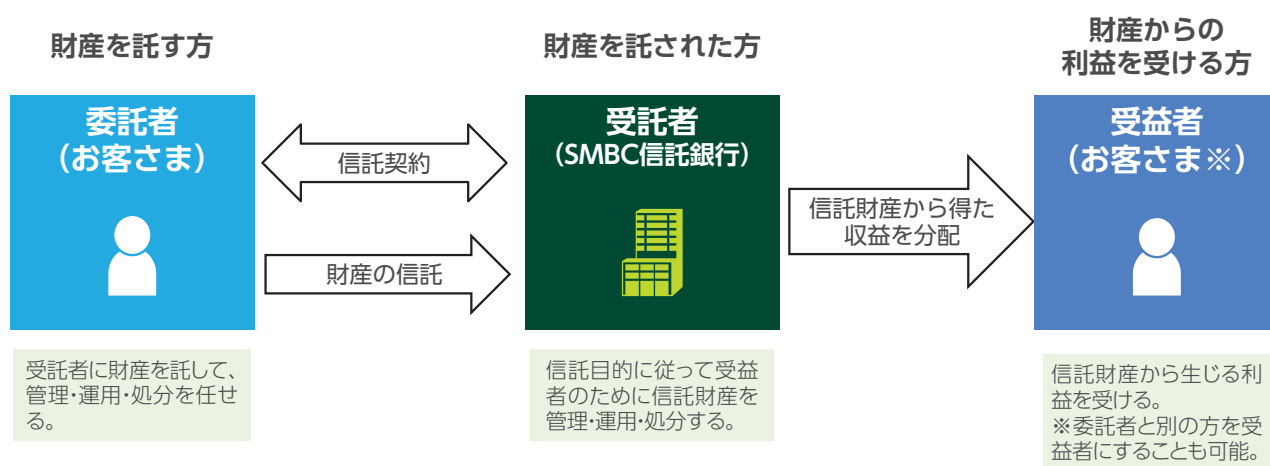 財産を託す方
委託者
（お客さま）
受託者に財産を託して、
管理・運用・処分を任せ
る。
信託契約
財産の信託
財産を託された方
受託者
（SMBC信託銀行）
信託目的に従って受益
者のために信託財産を
管理・運用・処分する。
信託財産から得た
収益を分配
財産からの
利益を受ける方
受益者
（お客さま※）
信託財産から生じる利
益を受ける。
※委託者と別の方を受
益者にすることも可能。